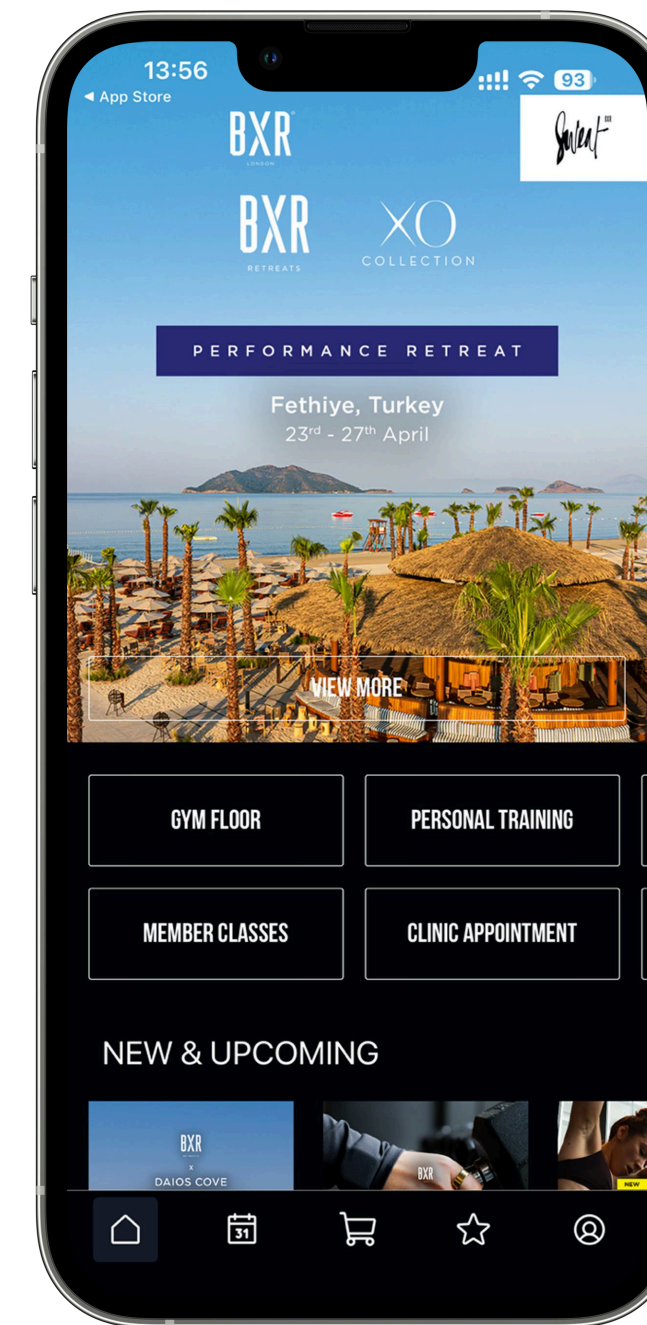 13:56
93
◀ App Store
BXR
LONDON
Sweat
BXR
RETREATS
XO
COLLECTION
PERFORMANCE RETREAT
Fethiye, Turkey
23rd - 27th April
VIEW MORE
GYM FLOOR
PERSONAL TRAINING
MEMBER CLASSES
CLINIC APPOINTMENT
NEW & UPCOMING
BXR
x
DAIOS COVE
BXR
NEW
31